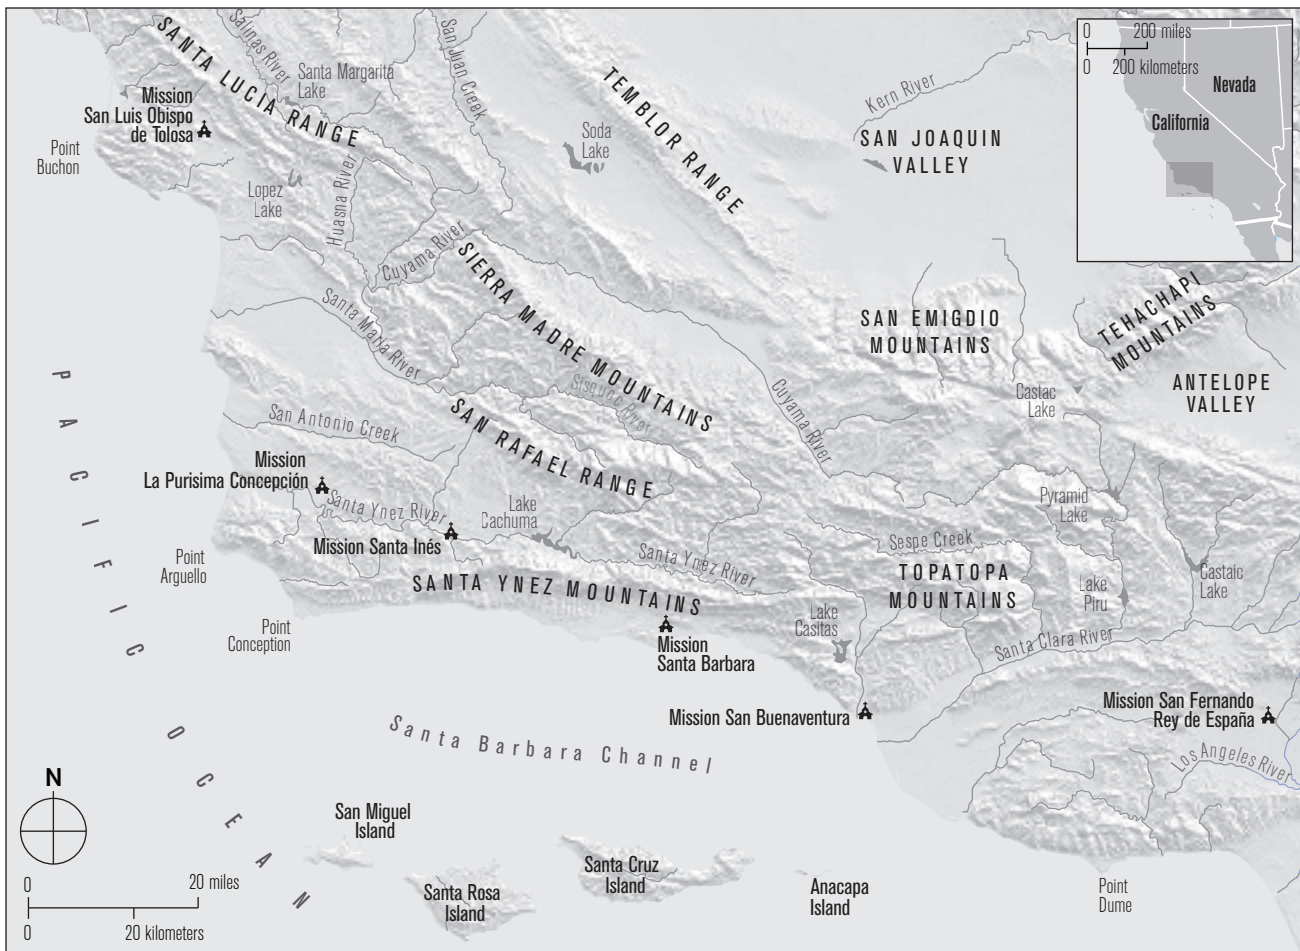 SANTA LUCIA RANGE
Salinas River
Santa Margarita
Lake
San Juan Creek
TEMBLOR RANGE
Kern River
SAN JOAQUIN
VALLEY
Soda
Lake
Mission
San Luis Obispo
de Tolosa
Point
Buchon
Lopez
Lake
Huasna River
Cuyama River
0
200 miles
0
200 kilometers
Nevada
California
SIERRA MADRE MOUNTAINS
Santa Maria River
SAN EMIGDIO
MOUNTAINS
TEHACHAPI
MOUNTAINS
ANTELOPE
VALLEY
Castac
Lake
Cuyama River
Sisquoc River
SAN RAFAEL RANGE
San Antonio Creek
Mission
La Purisima Concepción
Santa Ynez River
Lake
Cachuma
Mission Santa Inés
Pyramid
Lake
Sespe Creek
Santa Ynez River
TOPATOPA
MOUNTAINS
Lake
Piru
Castaic
Lake
Point
Arguello
SANTA YNEZ MOUNTAINS
Point
Conception
Lake
Casitas
Mission
Santa Barbara
Santa Clara River
Mission San Buenaventura
Mission San Fernando
Rey de España
Los Angeles River
Santa Barbara Channel
PACIFIC OCEAN
N
0
20 miles
0
20 kilometers
San Miguel
Island
Santa Rosa
Island
Santa Cruz
Island
Anacapa
Island
Point
Dume